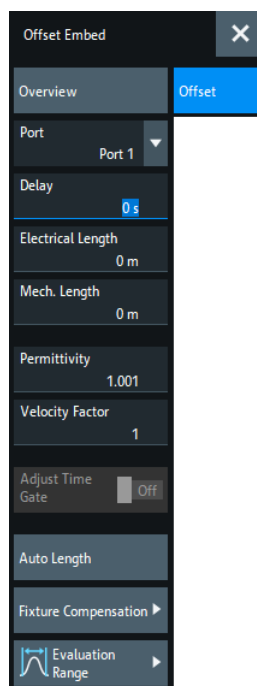 Offset Embed
Overview
Offset
Port
Port 1
Delay
0 s
Electrical Length
0 m
Mech. Length
0 m
Permittivity
1.001
Velocity Factor
1
Adjust Time
Gate
Off
Auto Length
Fixture Compensation
Evaluation
Range